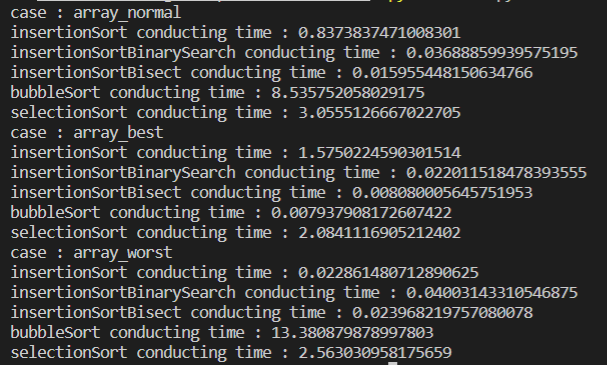 case : array_normal
insertionSort conducting time : 0.8373837471008301
insertionSortBinarySearch conducting time : 0.03688859939575195
insertionSortBisect conducting time : 0.015955448150634766
bubbleSort conducting time : 8.535752058029175
selectionSort conducting time : 3.0555126667022705
case : array_best
insertionSort conducting time : 1.5750224590301514
insertionSortBinarySearch conducting time : 0.022011518478393555
insertionSortBisect conducting time : 0.008080005645751953
bubbleSort conducting time : 0.007937908172607422
selectionSort conducting time : 2.0841116905212402
case : array_worst
insertionSort conducting time : 0.022861480712890625
insertionSortBinarySearch conducting time : 0.04003143310546875
insertionSortBisect conducting time : 0.023968219757080078
bubbleSort conducting time : 13.380879878997803
selectionSort conducting time : 2.563030958175659